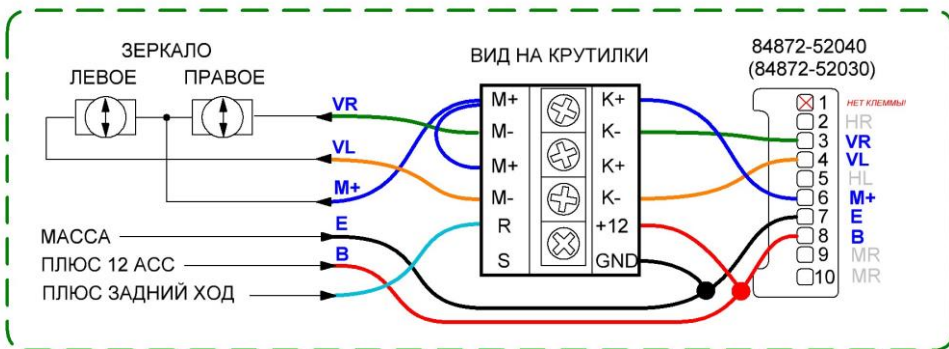 ЗЕРКАЛО
ЛЕВОЕ ПРАВОЕ
VR
VL
M+
E
B
МАССА
ПЛЮС 12 АСС
ПЛЮС ЗАДНИЙ ХОД
ВИД НА КРУТИЛКИ
M+ K+
M- K-
M+ K+
M- K-
R +12
S GND
84872-52040
(84872-52030)
1 НЕТ КЛЕММЫ!
2 HR
3 VR
4 VL
5 HL
6 M+
7 E
8 B
9 MR
10 MR